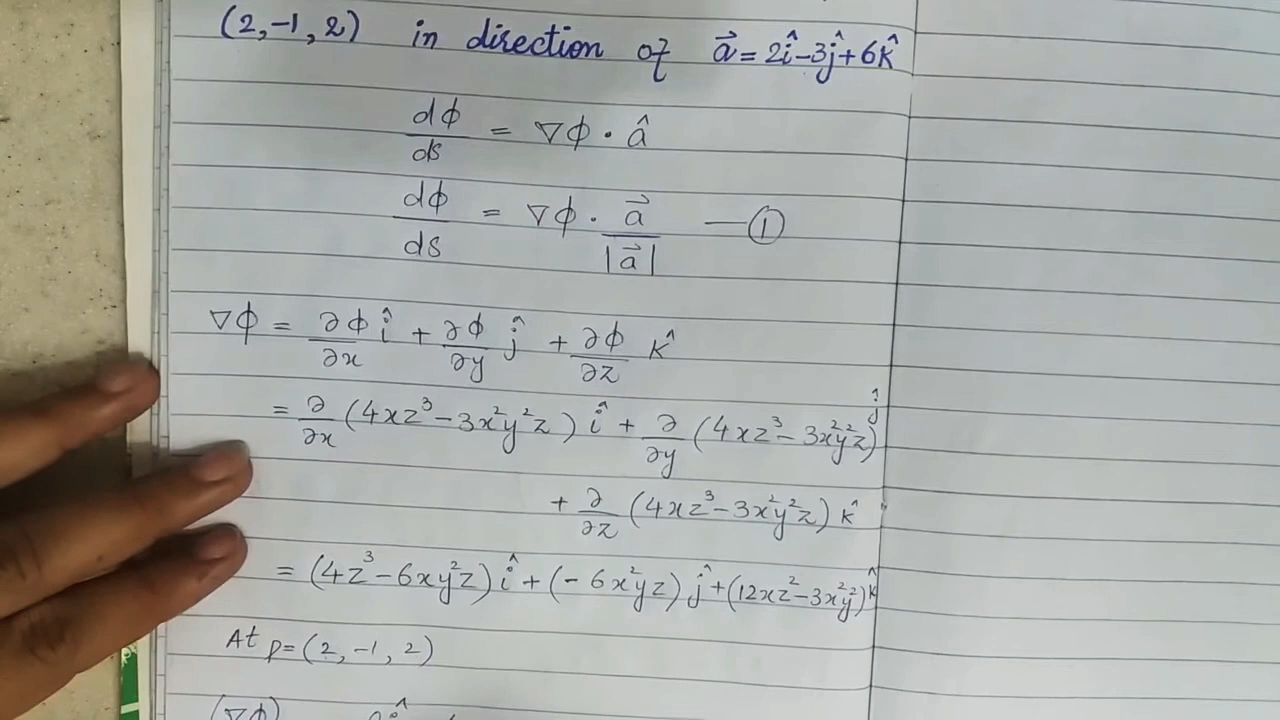 (2,-1,2) in direction of a⃗ = 2î-3ĵ+6k̂
dϕ/ds = ∇ϕ · â
dϕ/ds = ∇ϕ · a⃗/|a⃗| —①
∇ϕ = ∂ϕ/∂x î + ∂ϕ/∂y ĵ + ∂ϕ/∂z k̂
= ∂/∂x (4xz³-3x²y²z) î + ∂/∂y (4xz³-3x²y²z) ĵ
+ ∂/∂z (4xz³-3x²y²z) k̂
= (4z³-6xy²z) î + (-6x²yz) ĵ + (12xz²-3x²y²) k̂
At P=(2,-1,2)